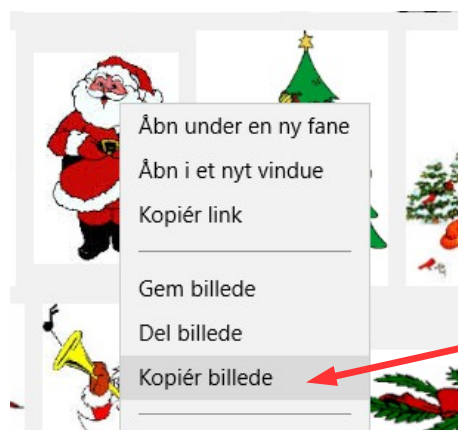 Åbn under en ny fane
Åbn i et nyt vindue
Kopiér link
Gem billede
Del billede
Kopiér billede